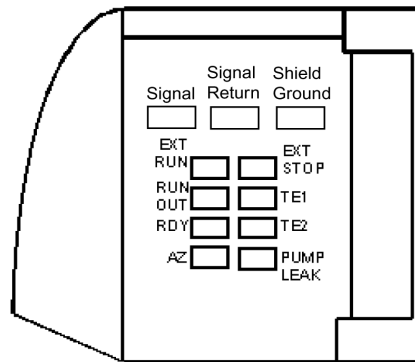 Signal
Signal
Return
Shield
Ground
EXT
RUN
EXT
STOP
RUN
OUT
TE1
RDY
TE2
AZ
PUMP
LEAK